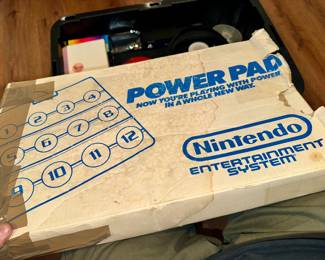 POWER PAD
NOW YOU'RE PLAYING WITH POWER
IN A WHOLE NEW WAY.
1 2 3 4
5 6 7 8
9 10 11 12
Nintendo
ENTERTAINMENT
SYSTEM